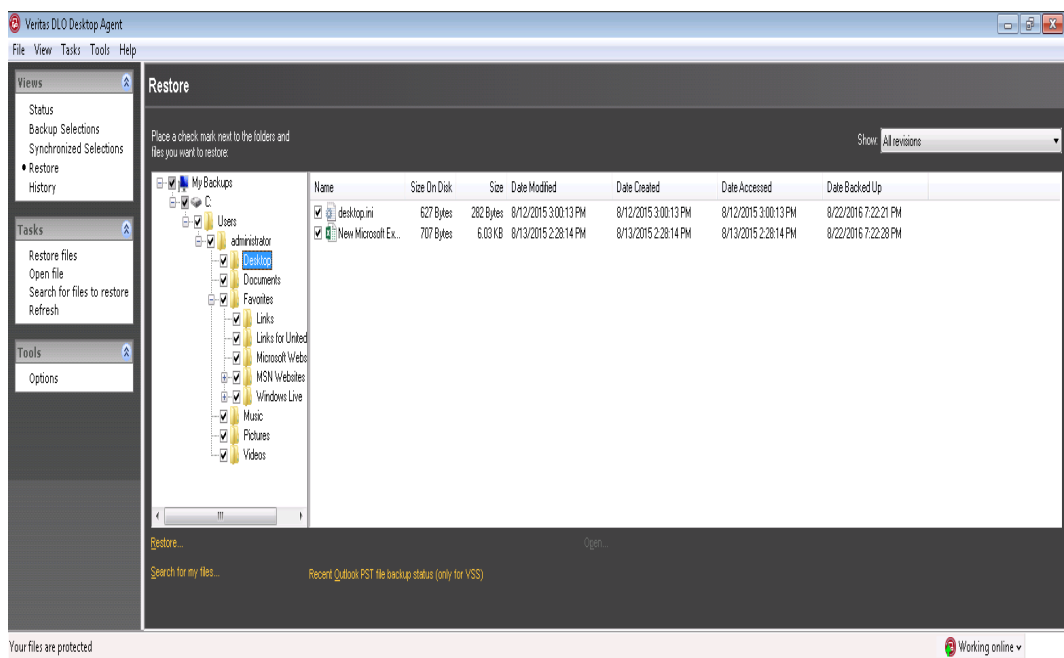 Veritas DLO Desktop Agent
File View Tasks Tools Help
Views
Status
Backup Selections
Synchronized Selections
Restore
History
Tasks
Restore files
Open file
Search for files to restore
Refresh
Tools
Options
Restore
Place a check mark next to the folders and
files you want to restore:
Show: All revisions
My Backups
C:
Users
administrator
Desktop
Documents
Favorites
Links
Links for United
Microsoft Webs
MSN Websites
Windows Live
Music
Pictures
Videos
Name Size On Disk Size Date Modified Date Created Date Accessed Date Backed Up
desktop.ini 627 Bytes 282 Bytes 8/12/2015 3:00:13 PM 8/12/2015 3:00:13 PM 8/12/2015 3:00:13 PM 8/22/2016 7:22:21 PM
New Microsoft Ex... 707 Bytes 6.03 KB 8/13/2015 2:28:14 PM 8/13/2015 2:28:14 PM 8/13/2015 2:28:14 PM 8/22/2016 7:22:28 PM
Restore...
Open...
Search for my files...
Recent Outlook PST file backup status (only for VSS)
Your files are protected
Working online